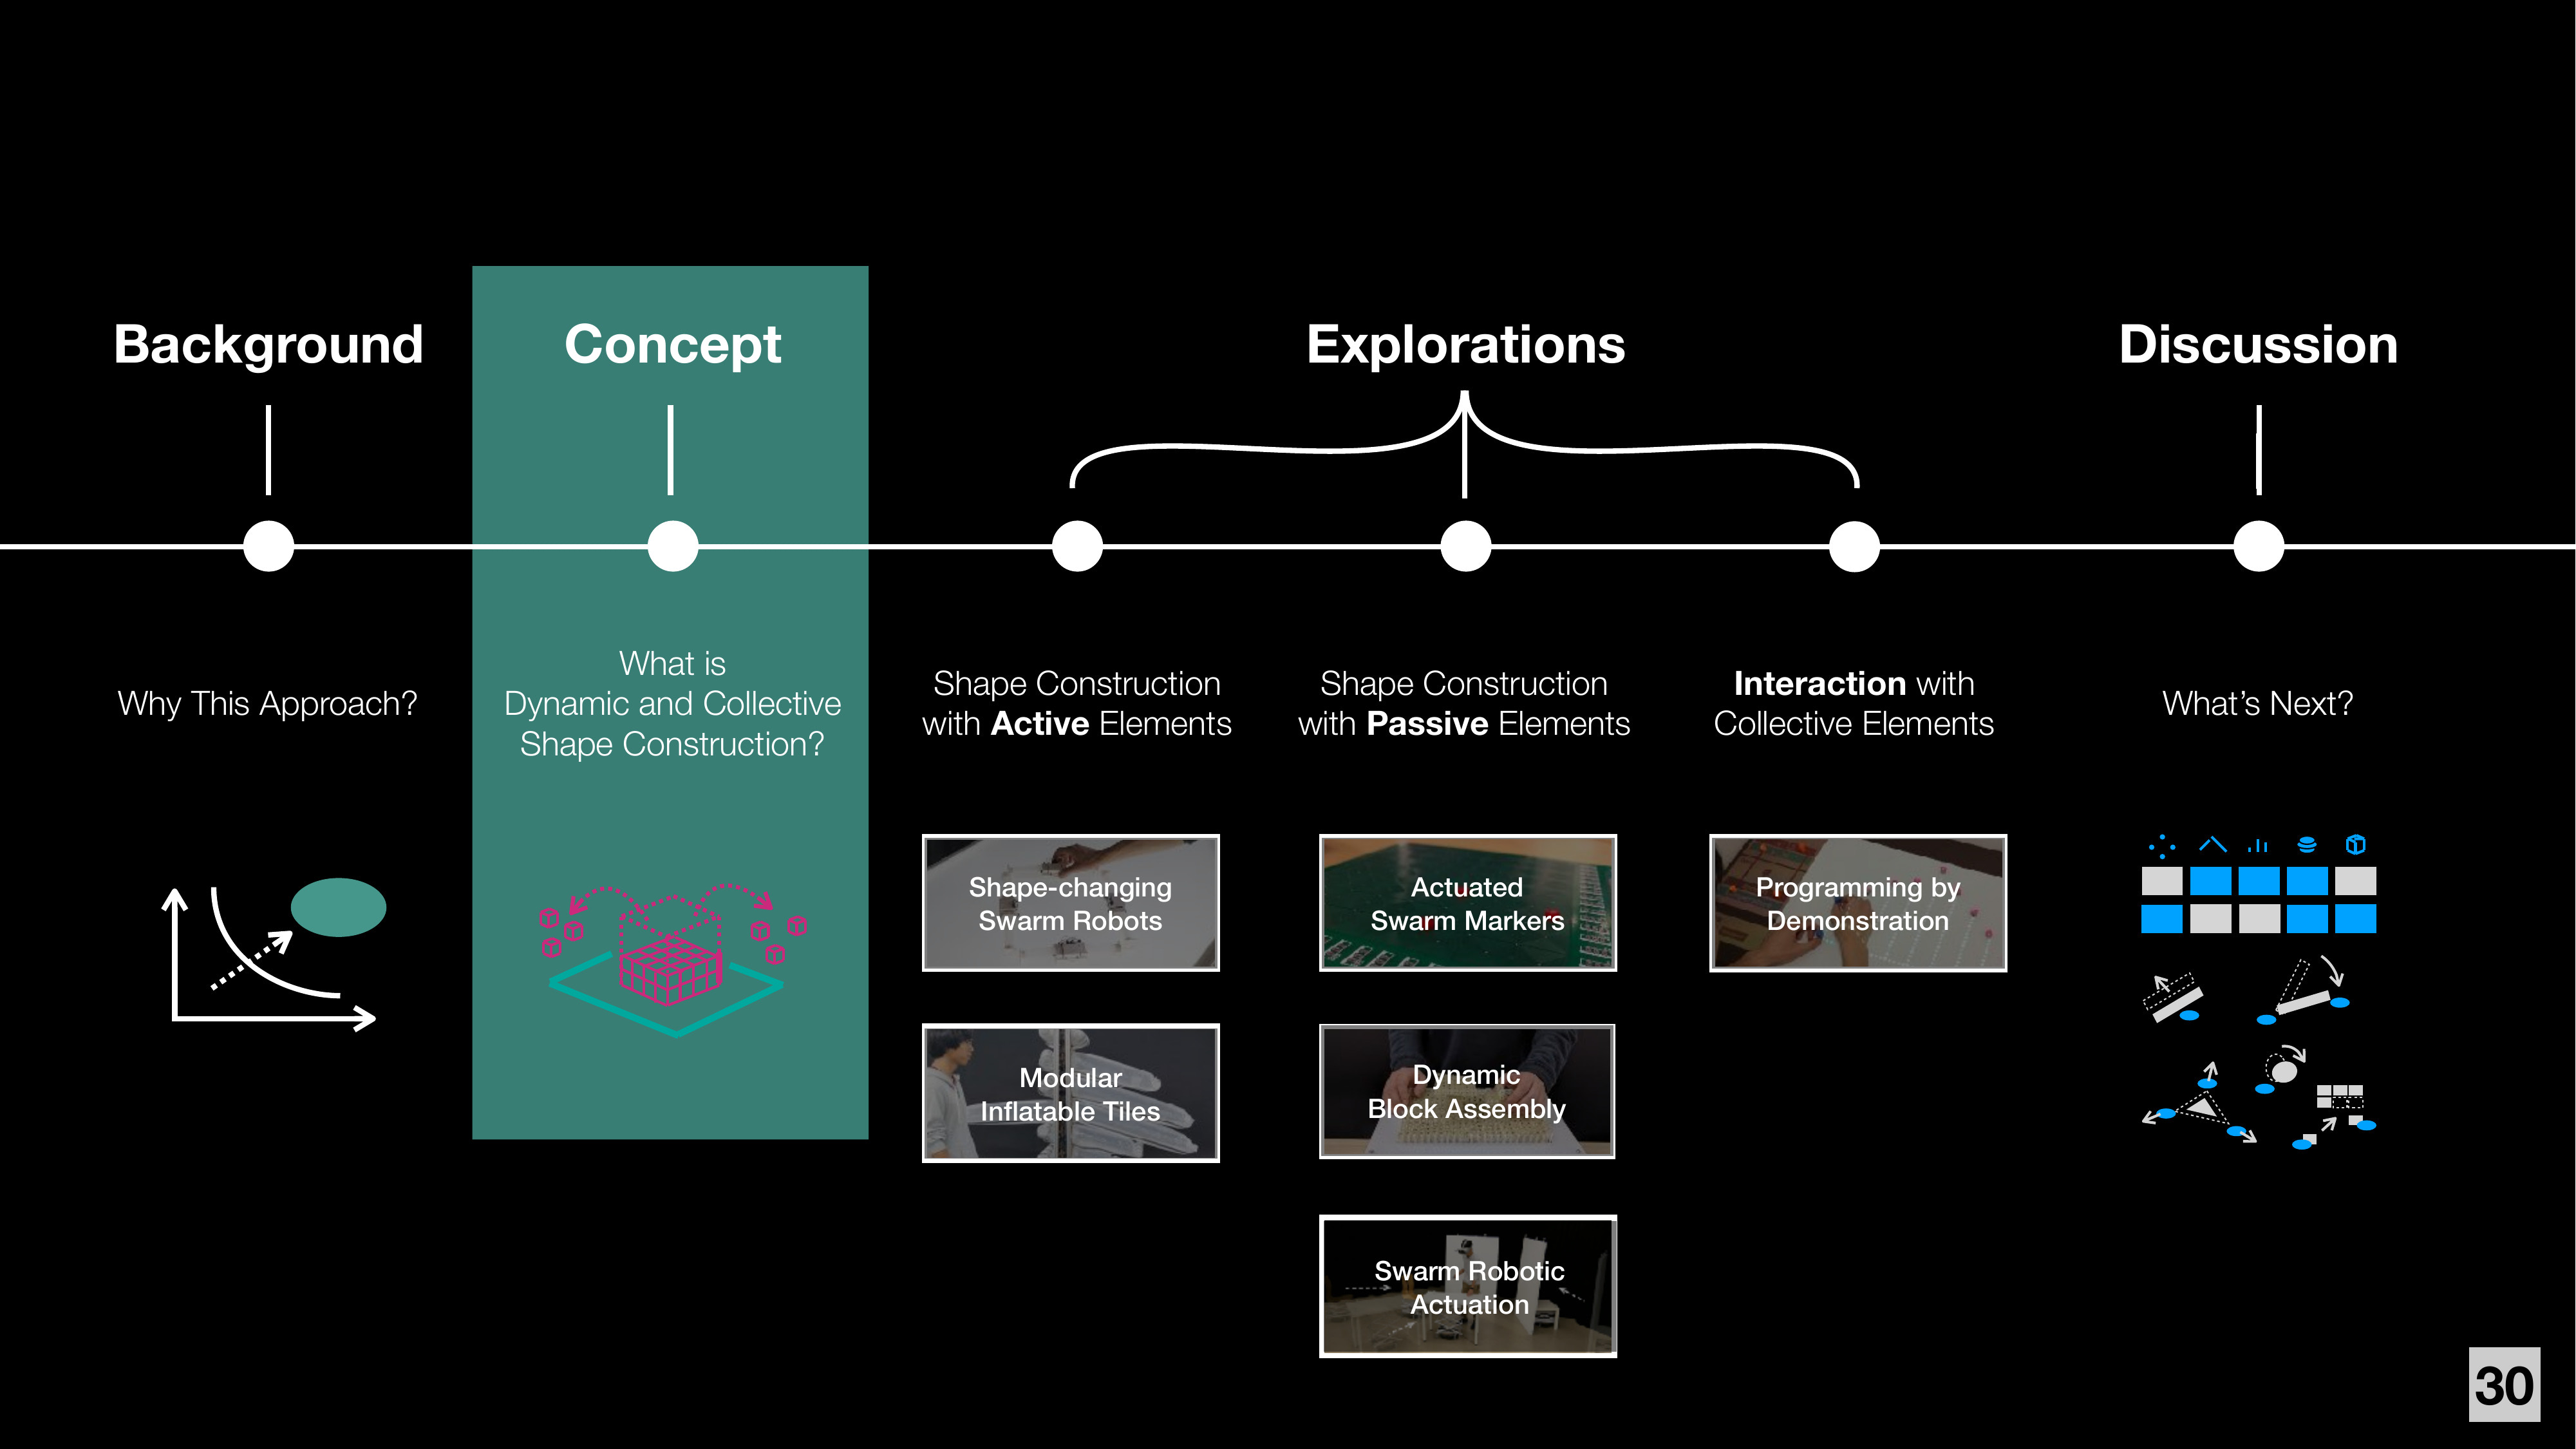 Background
Concept
Explorations
Discussion
Why This Approach?
What is
Dynamic and Collective
Shape Construction?
Shape Construction
with Active Elements
Shape Construction
with Passive Elements
Interaction with
Collective Elements
What's Next?
Shape-changing
Swarm Robots
Modular
Inflatable Tiles
Actuated
Swarm Markers
Dynamic
Block Assembly
Swarm Robotic
Actuation
Programming by
Demonstration
30